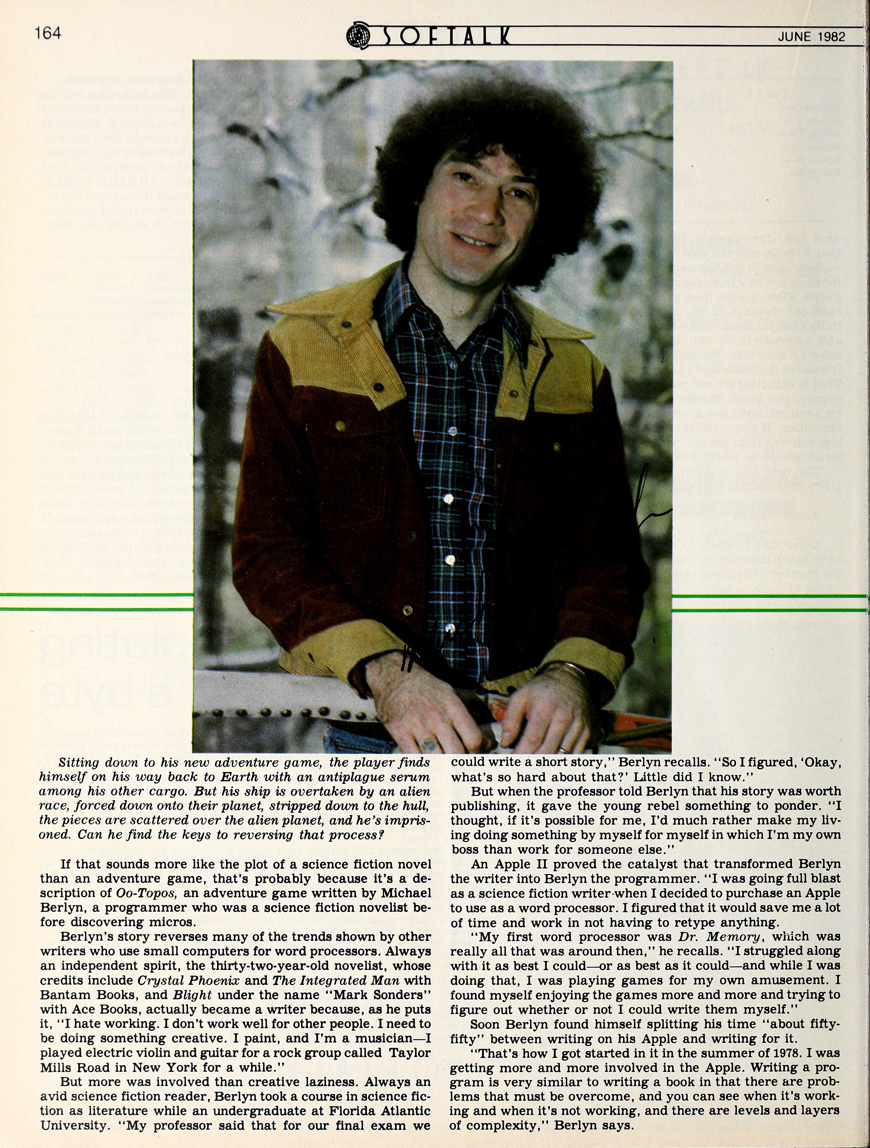 164
SOFTALK
JUNE 1982
Sitting down to his new adventure game, the player finds
himself on his way back to Earth with an antiplague serum
among his other cargo. But his ship is overtaken by an alien
race, forced down onto their planet, stripped down to the hull,
the pieces are scattered over the alien planet, and he's impris-
oned. Can he find the keys to reversing that process?
If that sounds more like the plot of a science fiction novel
than an adventure game, that's probably because it's a de-
scription of Oo-Topos, an adventure game written by Michael
Berlyn, a programmer who was a science fiction novelist be-
fore discovering micros.
Berlyn's story reverses many of the trends shown by other
writers who use small computers for word processors. Always
an independent spirit, the thirty-two-year-old novelist, whose
credits include Crystal Phoenix and The Integrated Man with
Bantam Books, and Blight under the name "Mark Sonders"
with Ace Books, actually became a writer because, as he puts
it, "I hate working. I don't work well for other people. I need to
be doing something creative. I paint, and I'm a musician—I
played electric violin and guitar for a rock group called Taylor
Mills Road in New York for a while."
But more was involved than creative laziness. Always an
avid science fiction reader, Berlyn took a course in science fic-
tion as literature while an undergraduate at Florida Atlantic
University. "My professor said that for our final exam we
could write a short story," Berlyn recalls. "So I figured, 'Okay,
what's so hard about that?' Little did I know."
But when the professor told Berlyn that his story was worth
publishing, it gave the young rebel something to ponder. "I
thought, if it's possible for me, I'd much rather make my liv-
ing doing something by myself for myself in which I'm my own
boss than work for someone else."
An Apple II proved the catalyst that transformed Berlyn
the writer into Berlyn the programmer. "I was going full blast
as a science fiction writer when I decided to purchase an Apple
to use as a word processor. I figured that it would save me a lot
of time and work in not having to retype anything.
"My first word processor was Dr. Memory, which was
really all that was around then," he recalls. "I struggled along
with it as best I could—or as best as it could—and while I was
doing that, I was playing games for my own amusement. I
found myself enjoying the games more and more and trying to
figure out whether or not I could write them myself."
Soon Berlyn found himself splitting his time "about fifty-
fifty" between writing on his Apple and writing for it.
"That's how I got started in it in the summer of 1978. I was
getting more and more involved in the Apple. Writing a pro-
gram is very similar to writing a book in that there are prob-
lems that must be overcome, and you can see when it's work-
ing and when it's not working, and there are levels and layers
of complexity," Berlyn says.